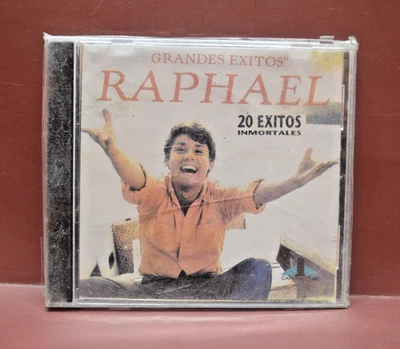 GRANDES EXITOS
RAPHAEL
20 EXITOS
INMORTALES